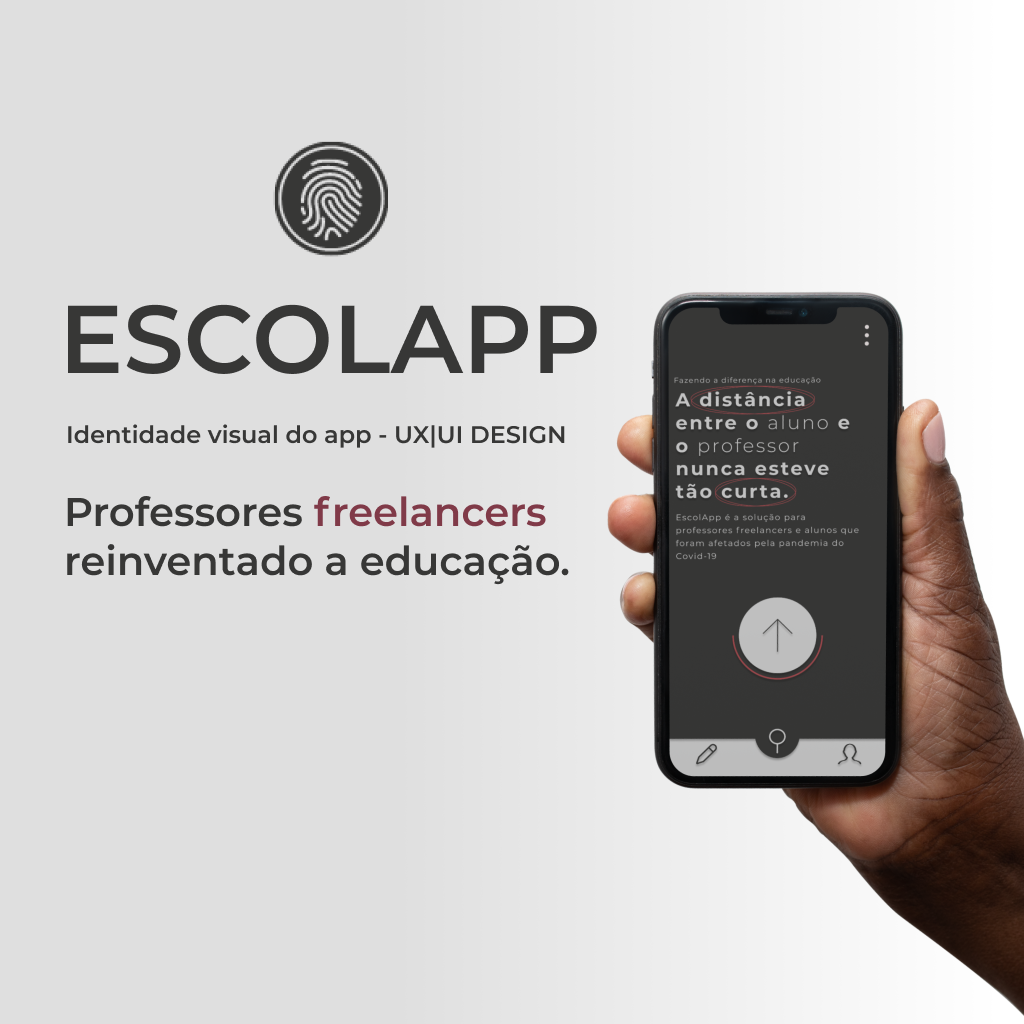 ESCOLAPP
Identidade visual do app - UX|UI DESIGN
Professores freelancers
reinventado a educação.
Fazendo a diferença na educação
A distância
entre o aluno e
o professor
nunca esteve
tão curta.
EscolApp é a solução para
professores freelancers e alunos que
foram afetados pela pandemia do
Covid-19